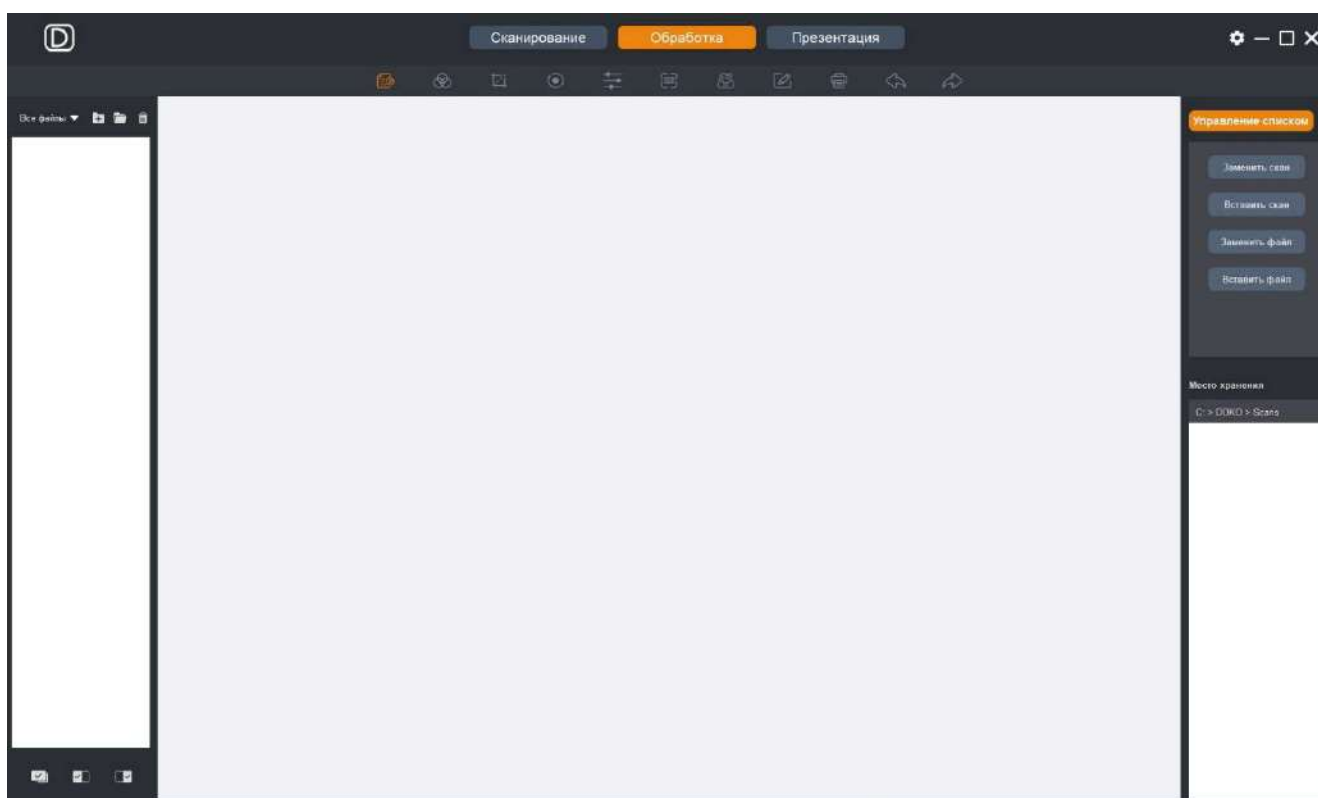 D
Сканирование Обработка Презентация
Все файлы
Управление списком
Заменить скан
Вставить скан
Заменить файл
Вставить файл
Место хранения
C: > DOKO > Scans